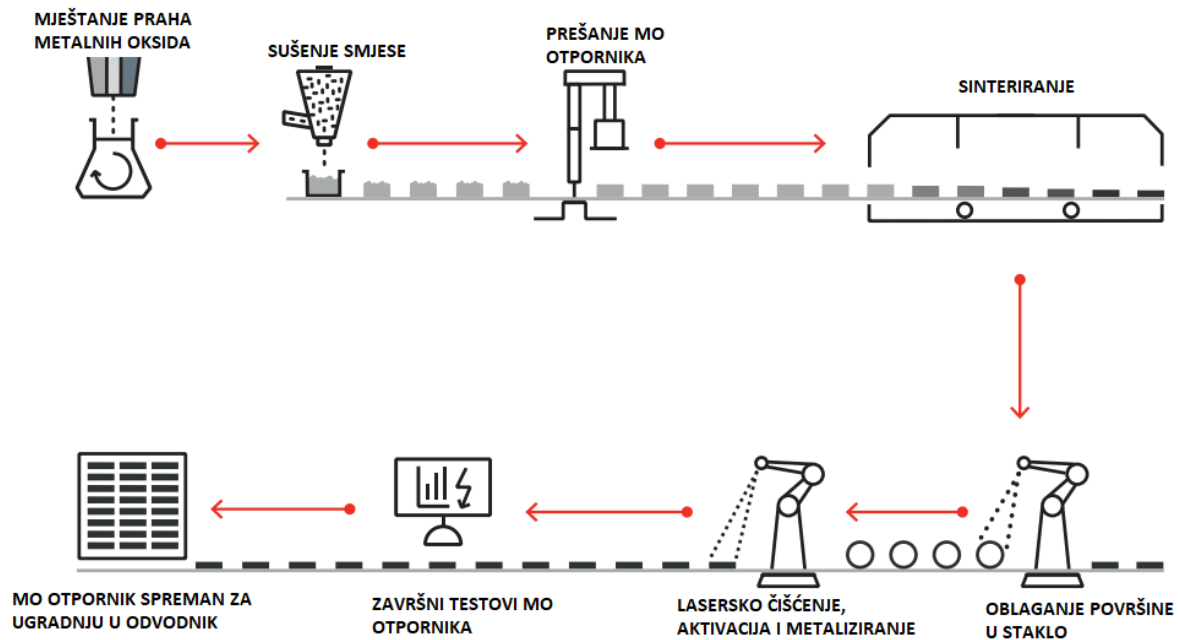 MJEŠTANJE PRAHA
METALNIH OKSIDA
SUŠENJE SMJESE
PREŠANJE MO
OTPORNIKA
SINTERIRANJE
MO OTPORNIK SPREMAN ZA
UGRADNJU U ODVODNIK
ZAVRŠNI TESTOVI MO
OTPORNIKA
LASERSKO ČIŠĆENJE,
AKTIVACIJA I METALIZIRANJE
OBLAGANJE POVRŠINE
U STAKLO